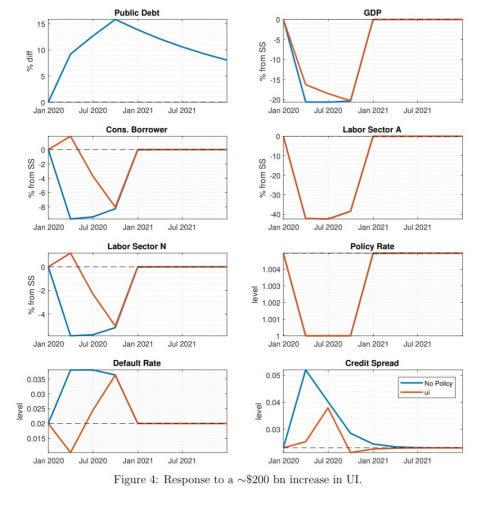 Public Debt
% diff
15
10
5
0
Jan 2020 Jul 2020 Jan 2021 Jul 2021
GDP
% from SS
0
-5
-10
-15
-20
Jan 2020 Jul 2020 Jan 2021 Jul 2021
Cons. Borrower
% from SS
0
-2
-4
-6
-8
Jan 2020 Jul 2020 Jan 2021 Jul 2021
Labor Sector A
% from SS
0
-10
-20
-30
-40
Jan 2020 Jul 2020 Jan 2021 Jul 2021
Labor Sector N
% from SS
0
-2
-4
Jan 2020 Jul 2020 Jan 2021 Jul 2021
Policy Rate
level
1.004
1.003
1.002
1.001
1
Jan 2020 Jul 2020 Jan 2021 Jul 2021
Default Rate
level
0.035
0.03
0.025
0.02
0.015
Jan 2020 Jul 2020 Jan 2021 Jul 2021
Credit Spread
level
0.05
0.04
0.03
No Policy
ui
Jan 2020 Jul 2020 Jan 2021 Jul 2021
Figure 4: Response to a ∼$200 bn increase in UI.